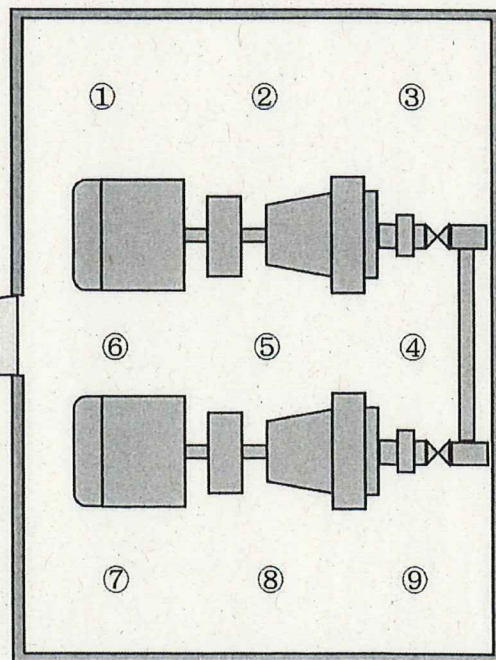 ① ② ③
⑥ ⑤ ④
⑦ ⑧ ⑨